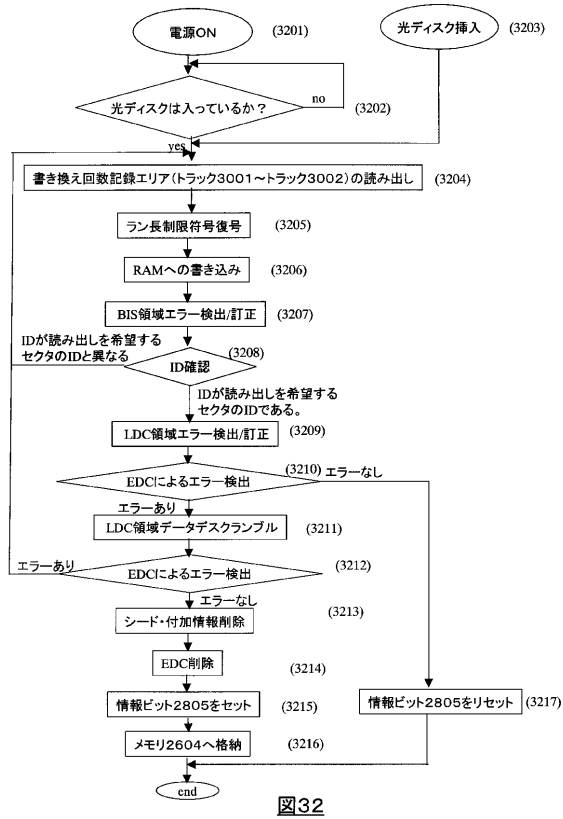 電源ON
(3201)
光ディスク挿入
(3203)
光ディスクは入っているか？
no
(3202)
yes
書き換え回数記録エリア(トラック3001～トラック3002)の読み出し
(3204)
ラン長制限符号復号
(3205)
RAMへの書き込み
(3206)
BIS領域エラー検出/訂正
(3207)
IDが読み出しを希望する
セクタのIDと異なる
(3208)
ID確認
IDが読み出しを希望する
セクタのIDである。
LDC領域エラー検出/訂正
(3209)
(3210)
エラーなし
EDCによるエラー検出
エラーあり
LDC領域データデスクランブル
(3211)
エラーあり
EDCによるエラー検出
(3212)
エラーなし
(3213)
シード・付加情報削除
EDC削除
(3214)
情報ビット2805をセット
(3215)
情報ビット2805をリセット
(3217)
メモリ2604へ格納
(3216)
end
図32